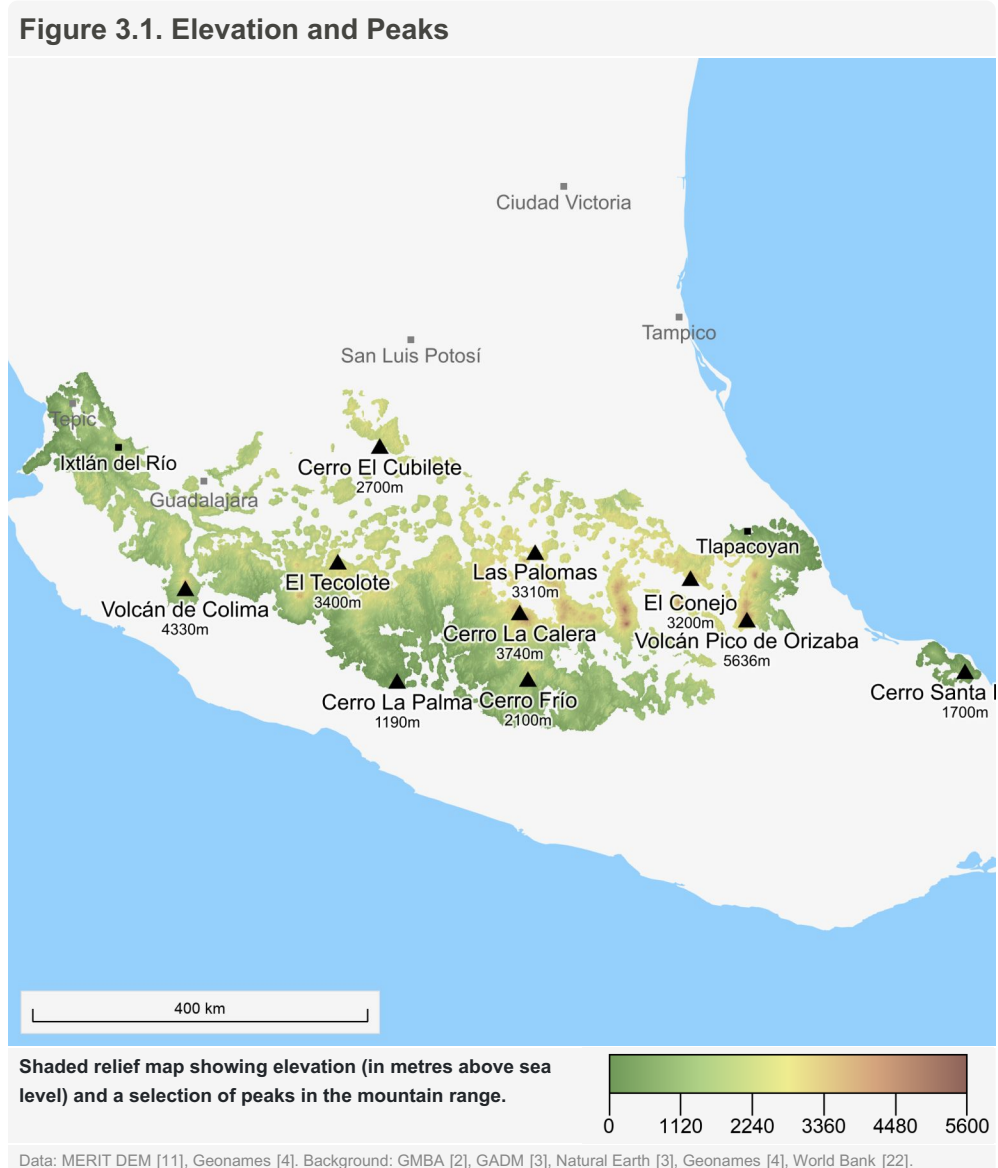 Figure 3.1. Elevation and Peaks
Ciudad Victoria
Tampico
San Luis Potosí
Tepic
Ixtlán del Río
Cerro El Cubilete
2700m
Guadalajara
Tlapacoyan
Las Palomas
3310m
El Tecolote
3400m
El Conejo
3200m
Volcán de Colima
4330m
Cerro La Calera
3740m
Volcán Pico de Orizaba
5636m
Cerro La Palma
1190m
Cerro Frío
2100m
Cerro Santa
1700m
400 km
Shaded relief map showing elevation (in metres above sea
level) and a selection of peaks in the mountain range.
0 1120 2240 3360 4480 5600
Data: MERIT DEM [11], Geonames [4]. Background: GMBA [2], GADM [3], Natural Earth [3], Geonames [4], World Bank [22].